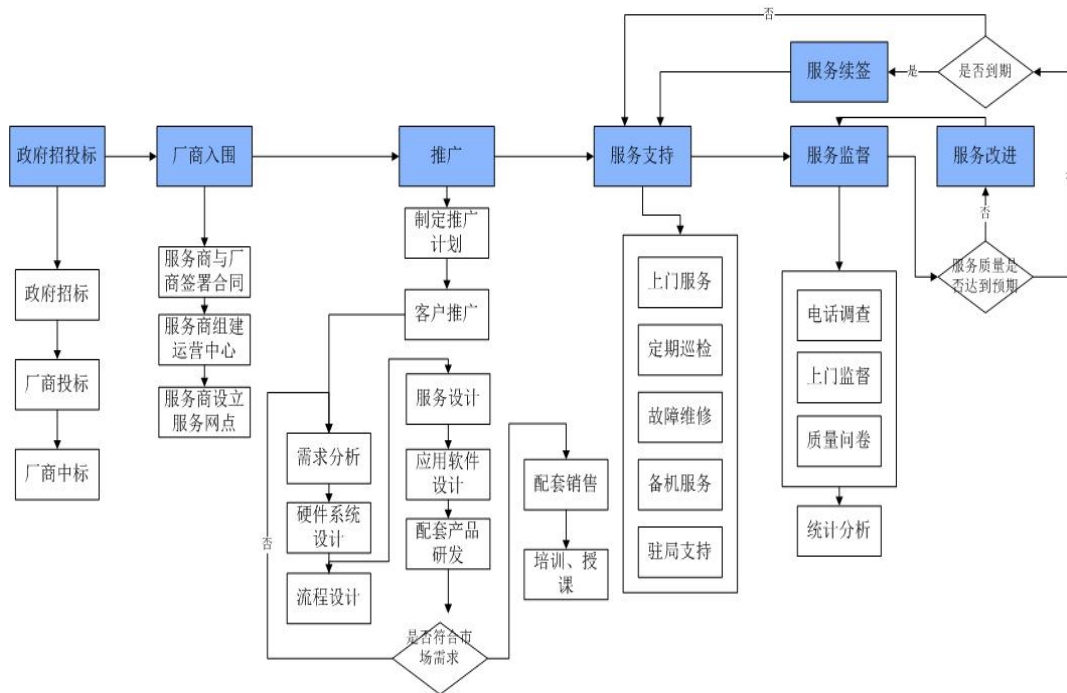 否
服务续签
是
是否到期
政府招投标
厂商入围
推广
服务支持
服务监督
服务改进
制定推广
计划
服务商与厂
商签署合同
否
服务质量是
否达到预期
上门服务
政府招标
客户推广
电话调查
服务商组建
运营中心
定期巡检
厂商投标
服务设计
上门监督
服务商设立
服务网点
故障维修
质量问卷
需求分析
应用软件
设计
配套销售
厂商中标
备机服务
硬件系统
设计
配套产品
研发
统计分析
否
驻局支持
培训、授
课
流程设计
是否符合市
场需求